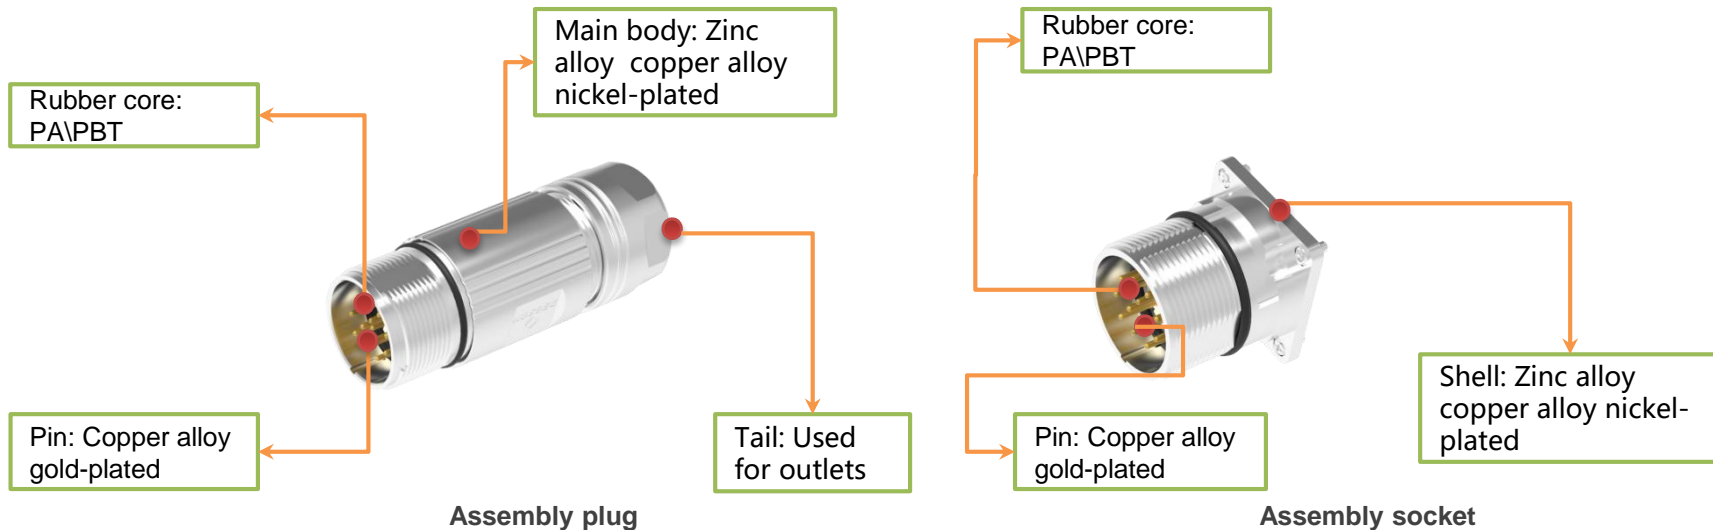 Main body: Zinc
alloy copper alloy
nickel-plated
Rubber core:
PA\PBT
Pin: Copper alloy
gold-plated
Tail: Used
for outlets
Assembly plug
Rubber core:
PA\PBT
Shell: Zinc alloy
copper alloy nickel-
plated
Pin: Copper alloy
gold-plated
Assembly socket